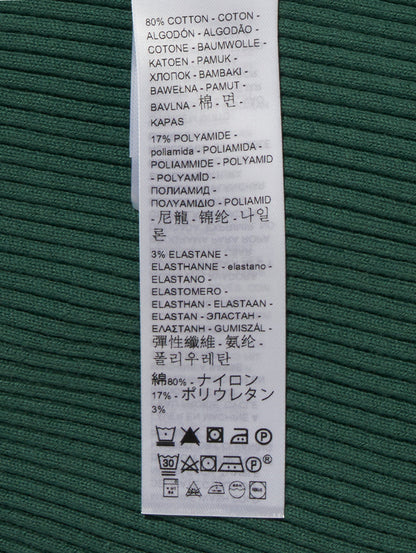 80% COTTON - COTON -
ALGODÓN - ALGODÃO -
COTONE - BAUMWOLLE -
KATOEN - PAMUK -
ХЛОПОК - BAMBAKI -
BAWEŁNA - PAMUT -
BAVLNA - 棉 - 면 -
KAPAS
17% POLYAMIDE -
poliamida - POLIAMIDA -
POLIAMMIDE - POLYAMID
- POLYAMİD -
ПОЛИАМИД -
ΠΟΛΥΑΜΙΔΙΟ - POLIAMID
- 尼龍 - 锦纶 - 나일
론
3% ELASTANE -
ELASTHANNE - elastano -
ELASTANO -
ELASTOMERO -
ELASTHAN - ELASTAAN -
ELASTAN - ЭЛАСТАН -
ΕΛΑΣΤΑΝΗ - GUMISZÁL -
彈性纖維 - 氨纶 -
폴리우레탄
綿80% - ナイロン
17% - ポリウレタン
3%
P
30 P ®